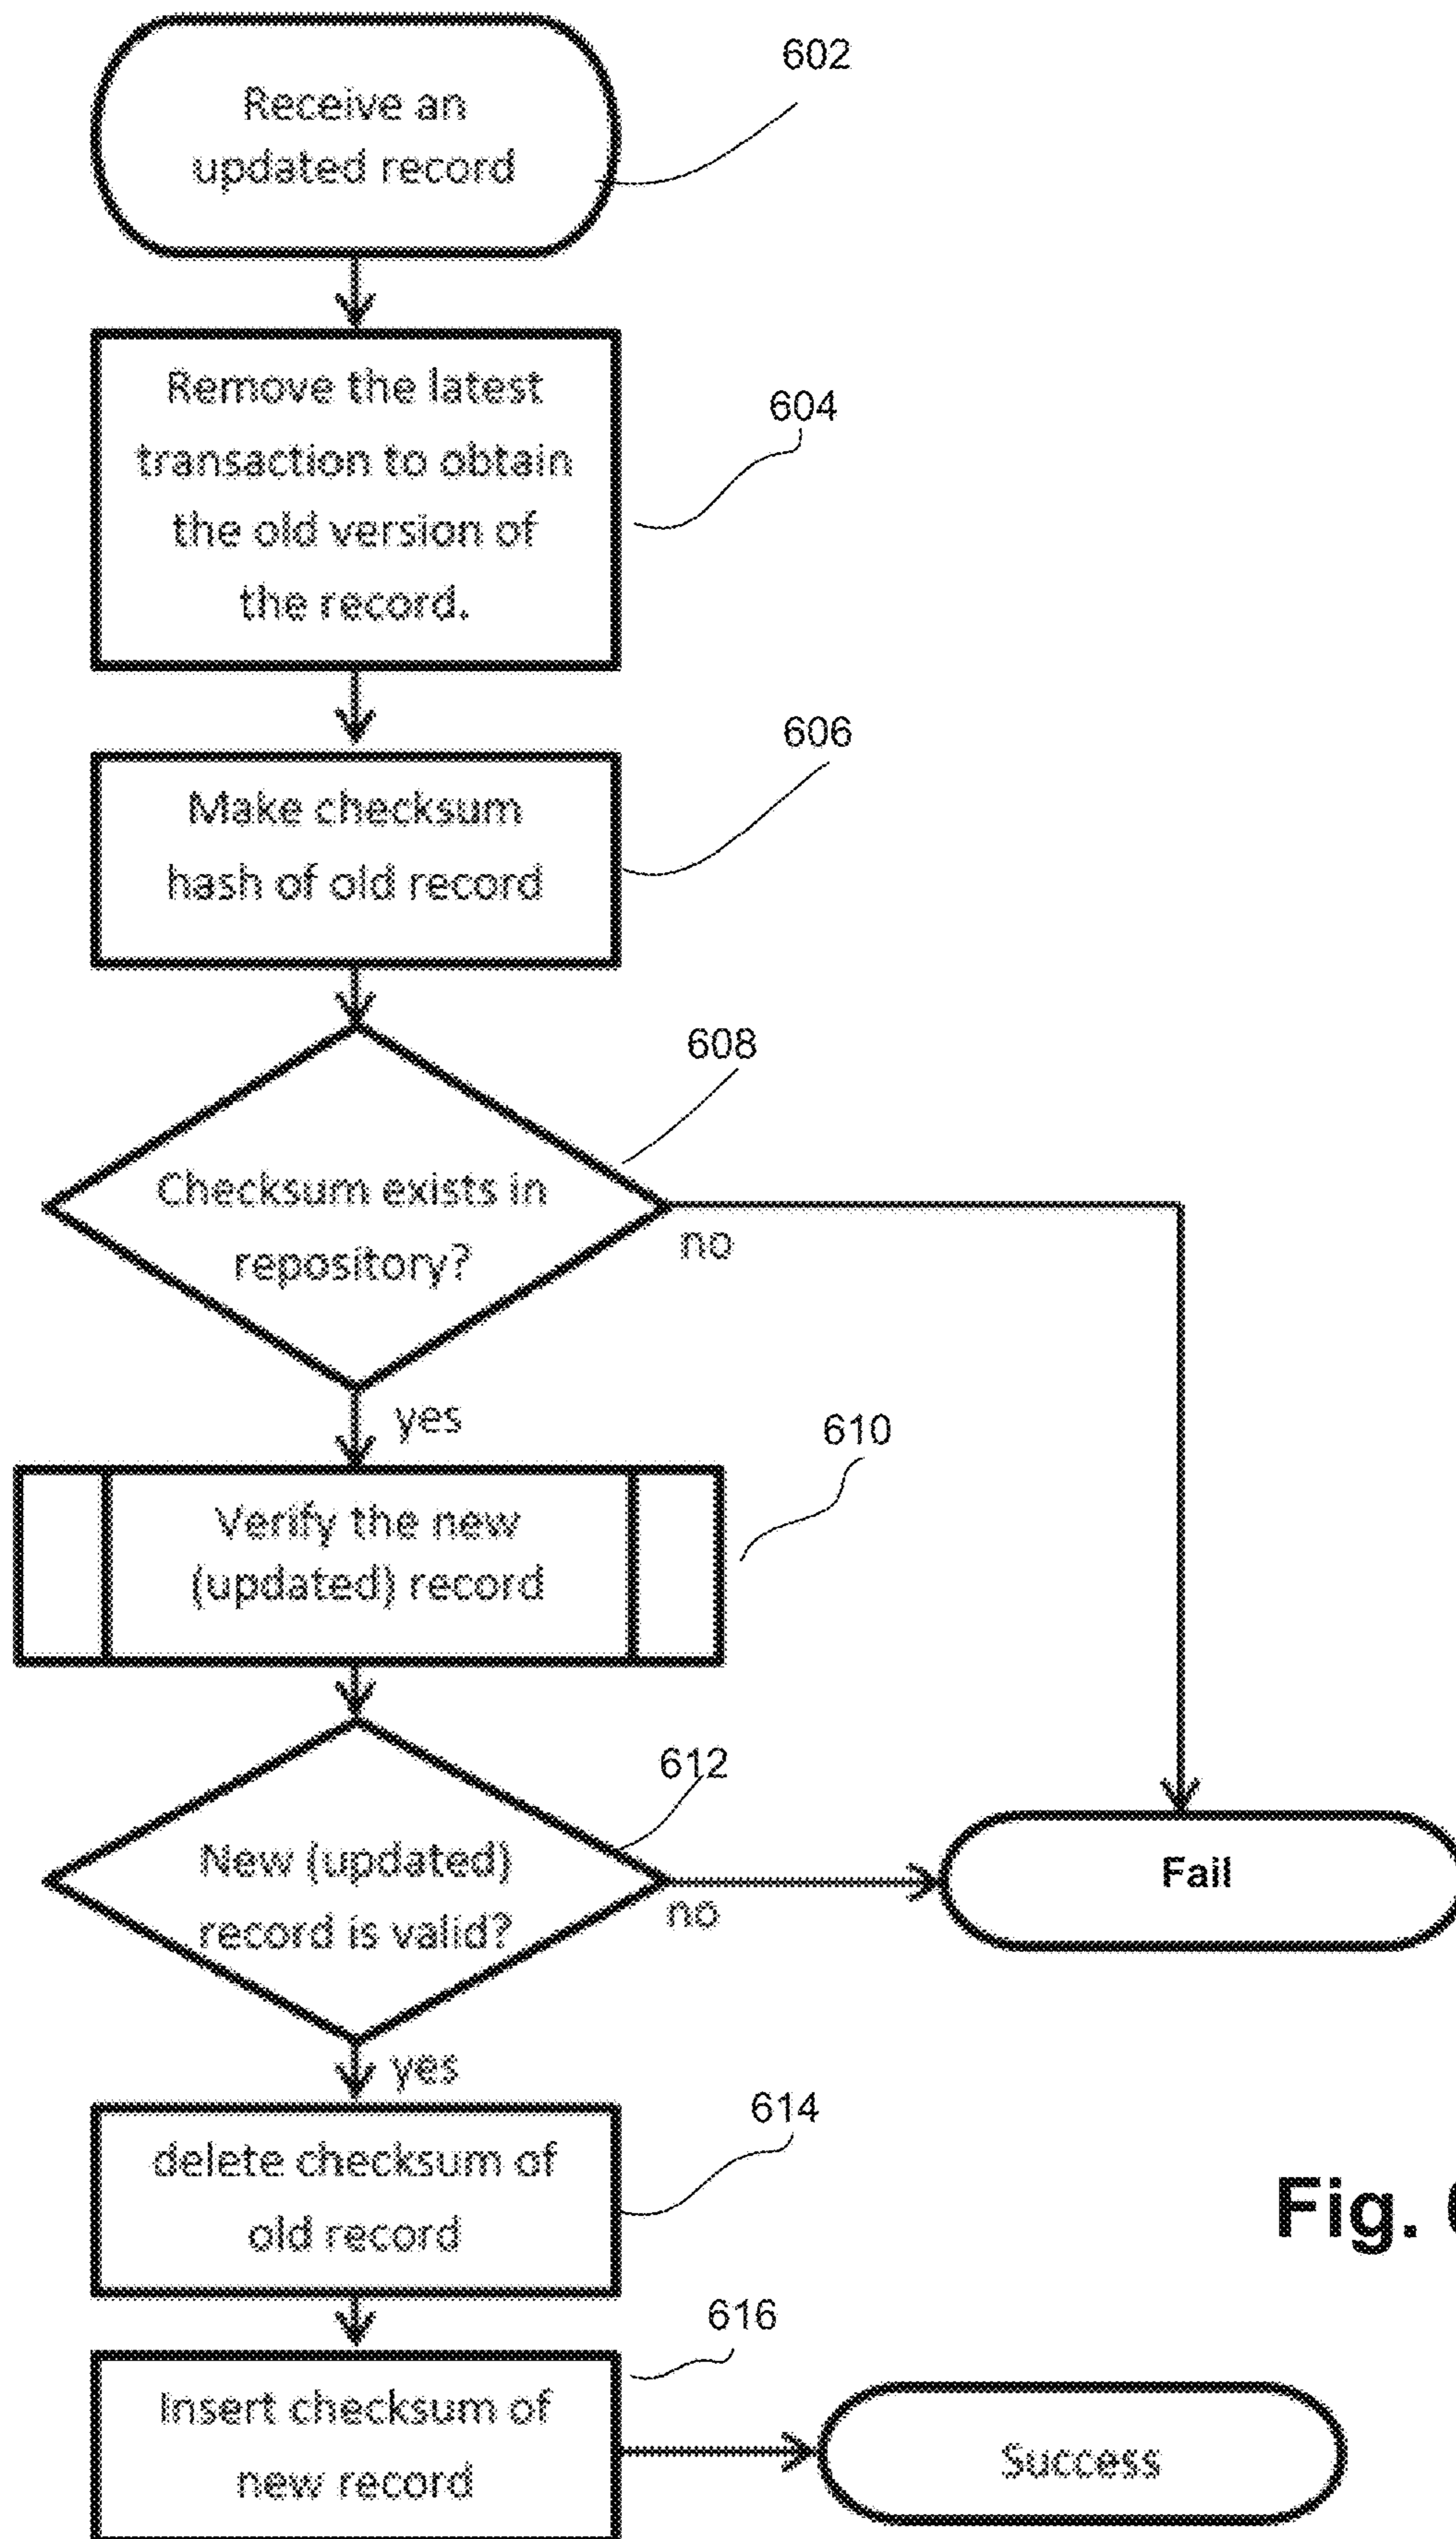 602
Receive an
updated record
Remove the latest
transaction to obtain
the old version of
the record.
604
606
Make checksum
hash of old record
608
Checksum exists in
repository?
no
yes
610
Verify the new
(updated) record
612
New (updated)
record is valid?
no
Fail
yes
614
delete checksum of
old record
Fig.
616
Insert checksum of
new record
Success